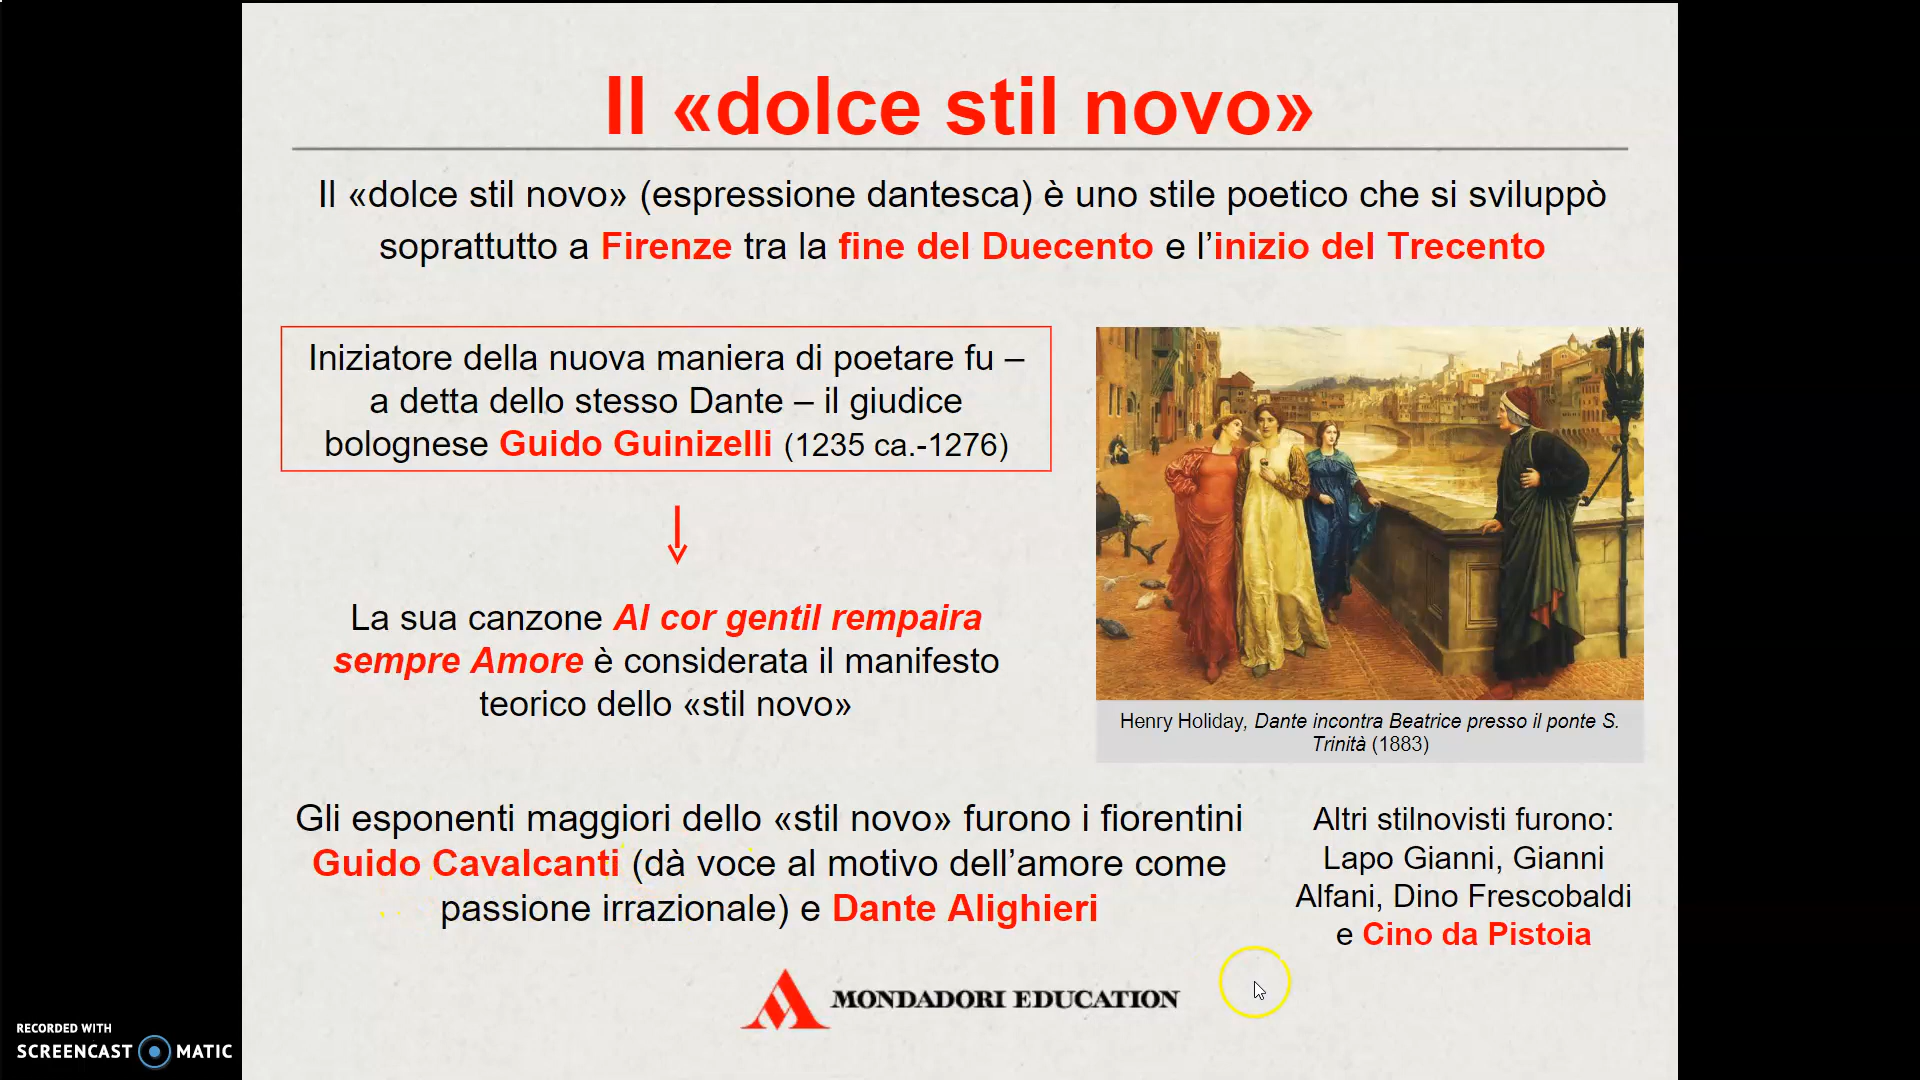 Il «dolce stil novo»
Il «dolce stil novo» (espressione dantesca) è uno stile poetico che si sviluppò
soprattutto a Firenze tra la fine del Duecento e l’inizio del Trecento
Iniziatore della nuova maniera di poetare fu –
a detta dello stesso Dante – il giudice
bolognese Guido Guinizelli (1235 ca.-1276)
La sua canzone Al cor gentil rempaira
sempre Amore è considerata il manifesto
teorico dello «stil novo»
Henry Holiday, Dante incontra Beatrice presso il ponte S.
Trinità (1883)
Gli esponenti maggiori dello «stil novo» furono i fiorentini
Guido Cavalcanti (dà voce al motivo dell’amore come
passione irrazionale) e Dante Alighieri
Altri stilnovisti furono:
Lapo Gianni, Gianni
Alfani, Dino Frescobaldi
e Cino da Pistoia
MONDADORI EDUCATION
RECORDED WITH
SCREENCAST MATIC